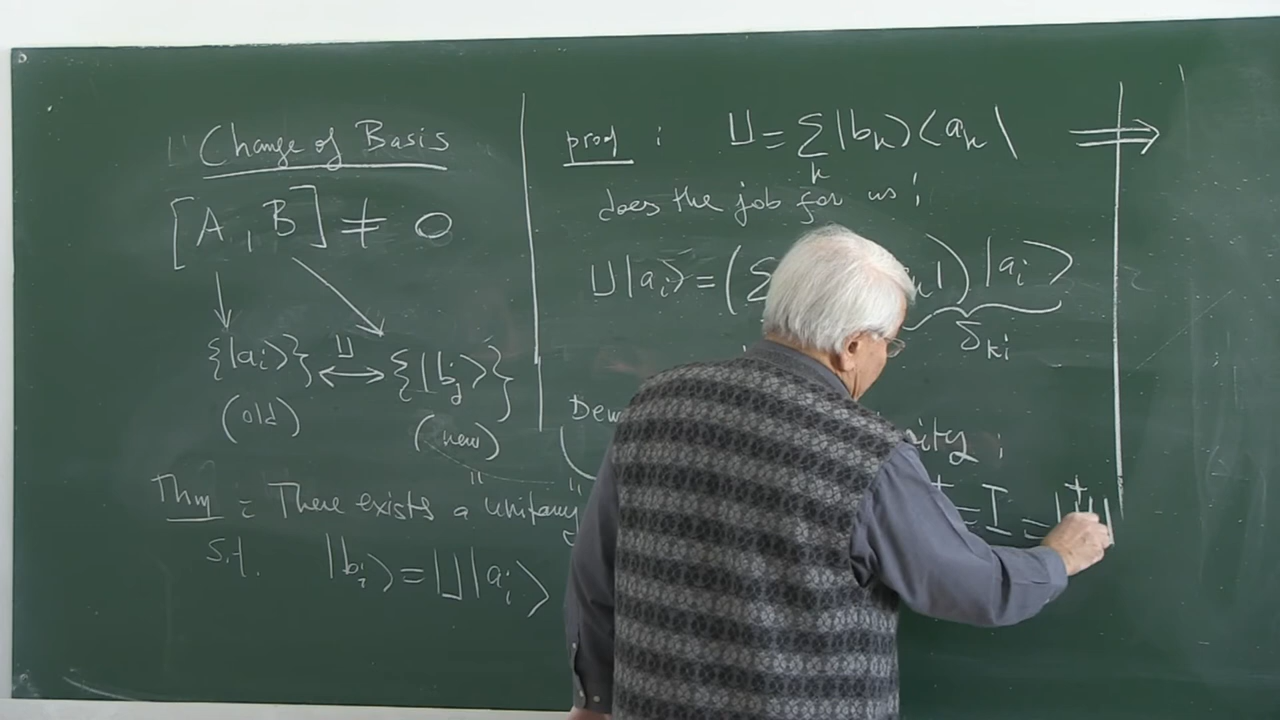 " Change of Basis
[A, B] ≠ 0
{|aᵢ⟩} U ⟷ {|bⱼ⟩}
(old) (new)
Thm : There exists a "unitary"
s.t. |bᵢ⟩ = U|aᵢ⟩
proof : U = Σₖ |bₖ⟩⟨aₖ| ⟹
does the job for us!
U|aᵢ⟩ = (Σ |) |aᵢ⟩
δₖᵢ
= I = U†U